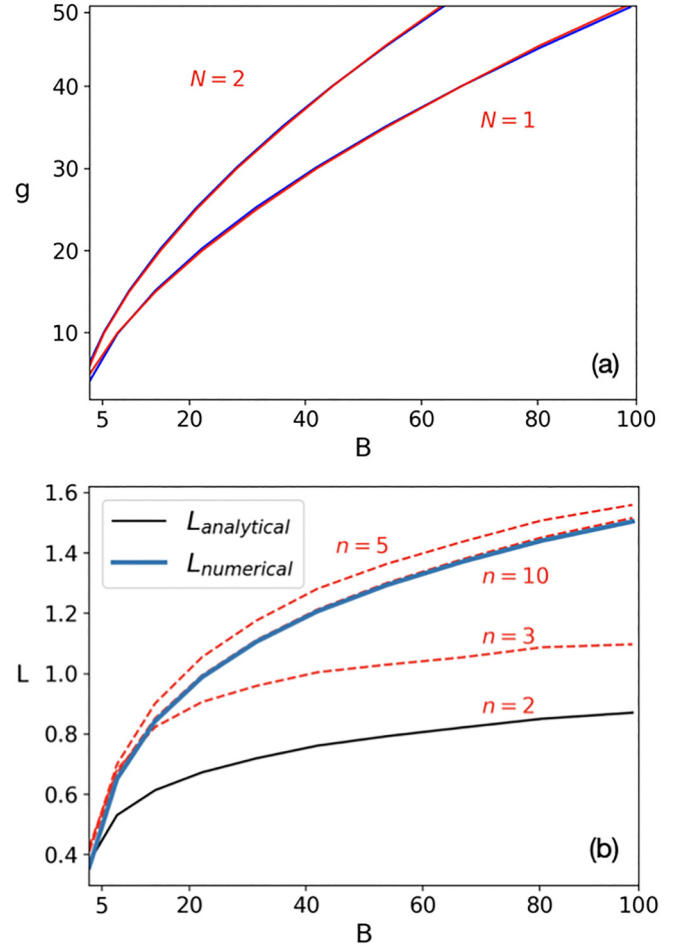 50
40
30
20
10
g
N = 2
N = 1
(a)
5 20 40 60 80 100
B
1.6
1.4
1.2
1.0
0.8
0.6
0.4
L
L_analytical
L_numerical
n = 5
n = 10
n = 3
n = 2
(b)
5 20 40 60 80 100
B